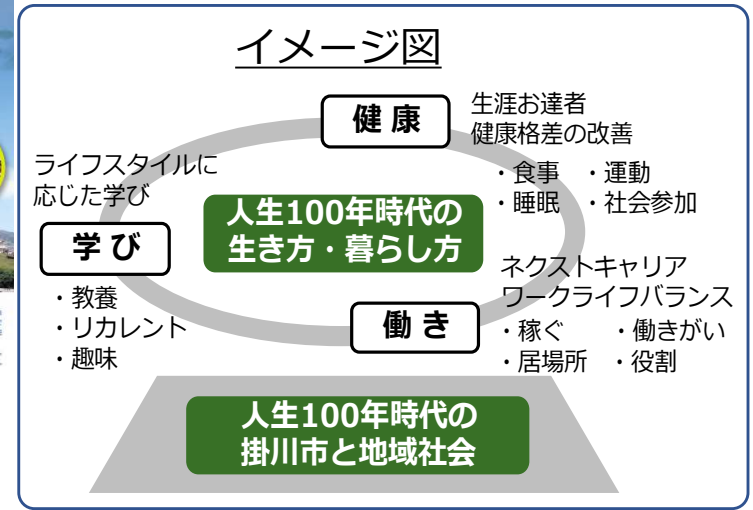 イメージ図
健 康
生涯お達者
健康格差の改善
・食事　・運動
・睡眠　・社会参加
ライフスタイルに
応じた学び
学 び
・教養
・リカレント
・趣味
人生100年時代の
生き方・暮らし方
ネクストキャリア
ワークライフバランス
・稼ぐ　・働きがい
・居場所　・役割
働 き
人生100年時代の
掛川市と地域社会